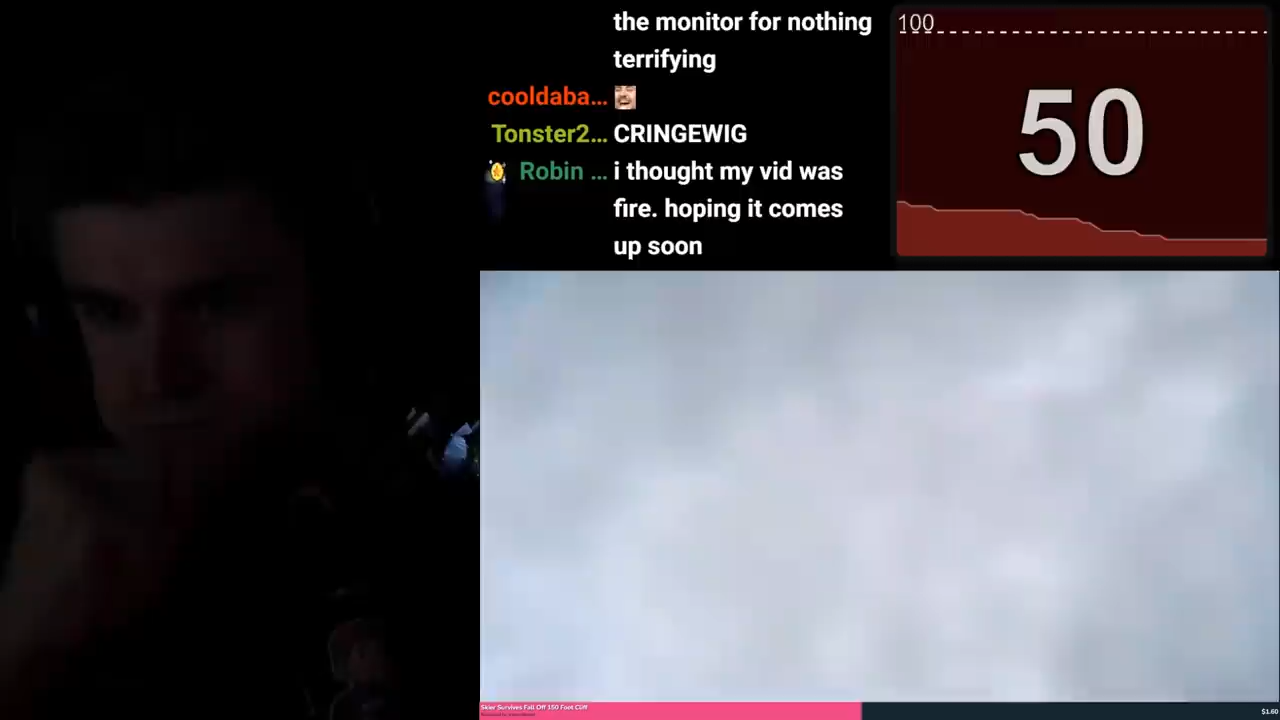 the monitor for nothing
terrifying
cooldaba...
Tonster2... CRINGEWIG
Robin ... i thought my vid was
fire. hoping it comes
up soon
100
50
Skier Survives Fall Off 150 Foot Cliff
$1.60